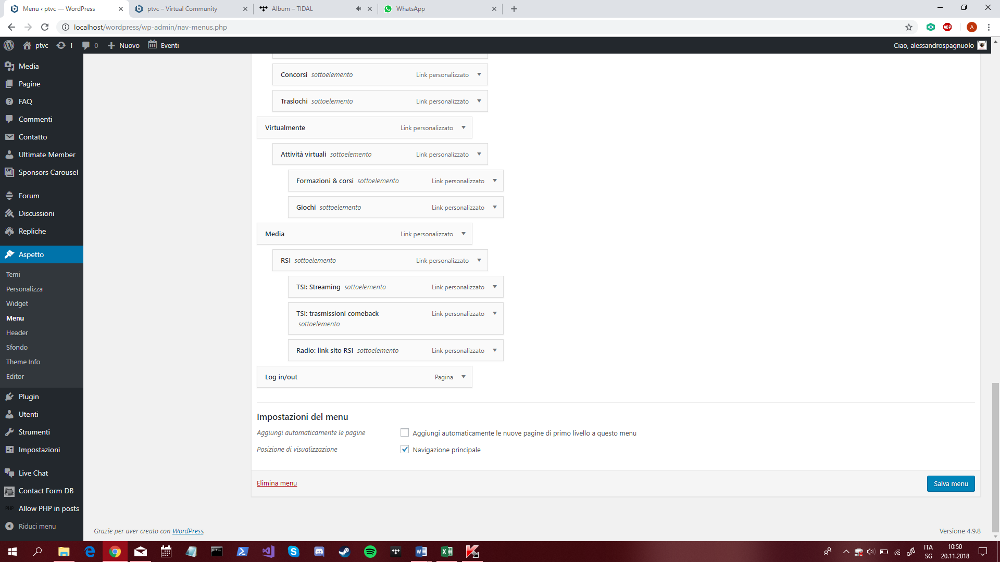 Menu ‹ ptvc — WordPress
ptvc – Virtual Community
Album – TIDAL
WhatsApp
localhost/wordpress/wp-admin/nav-menus.php
ABP
A
ptvc
1
0
Nuovo
Eventi
Ciao, alessandrospagnuolo
Media
Pagine
FAQ
Commenti
Contatto
Ultimate Member
Sponsors Carousel
Forum
Discussioni
Repliche
Aspetto
Temi
Personalizza
Widget
Menu
Header
Sfondo
Theme Info
Editor
Plugin
Utenti
Strumenti
Impostazioni
Live Chat
Contact Form DB
PHP Allow PHP in posts
Riduci menu
Concorsi sottoelemento Link personalizzato
Traslochi sottoelemento Link personalizzato
Virtualmente Link personalizzato
Attività virtuali sottoelemento Link personalizzato
Formazioni & corsi sottoelemento Link personalizzato
Giochi sottoelemento Link personalizzato
Media Link personalizzato
RSI sottoelemento Link personalizzato
TSI: Streaming sottoelemento Link personalizzato
TSI: trasmissioni comeback Link personalizzato
sottoelemento
Radio: link sito RSI sottoelemento Link personalizzato
Log in/out Pagina
Impostazioni del menu
Aggiungi automaticamente le pagine Aggiungi automaticamente le nuove pagine di primo livello a questo menu
Posizione di visualizzazione Navigazione principale
Elimina menu Salva menu
Grazie per aver creato con WordPress. Versione 4.9.8
ITA
SG
10:50
20.11.2018